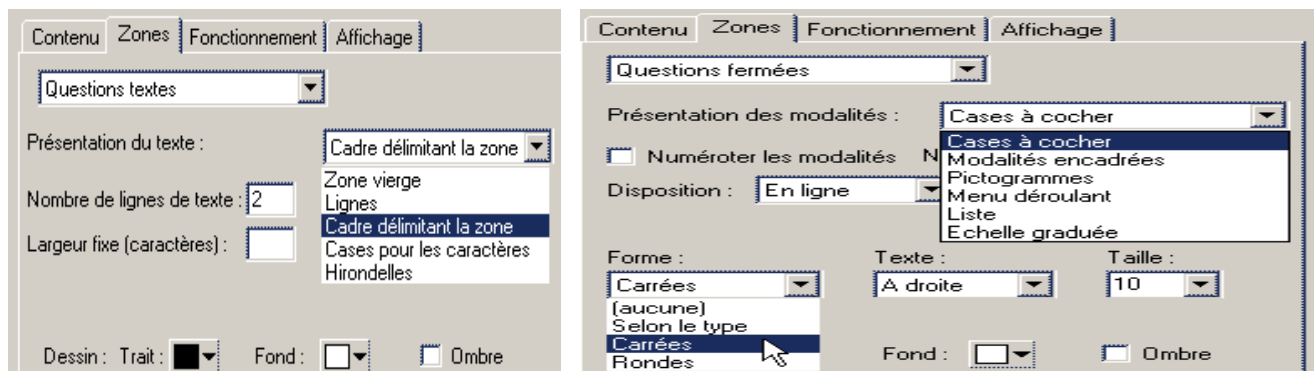 Contenu Zones Fonctionnement Affichage
Questions textes
Présentation du texte : Cadre délimitant la zone
Zone vierge
Nombre de lignes de texte : 2
Lignes
Cadre délimitant la zone
Largeur fixe (caractères) :
Cases pour les caractères
Hirondelles
Dessin : Trait : Fond : Ombre
Contenu Zones Fonctionnement Affichage
Questions fermées
Présentation des modalités : Cases à cocher
Cases à cocher
Numéroter les modalités N
Modalités encadrées
Pictogrammes
Disposition : En ligne
Menu déroulant
Liste
Echelle graduée
Forme : Texte : Taille :
Carrées A droite 10
(aucune)
Selon le type
Carrées
Rondes
Fond : Ombre